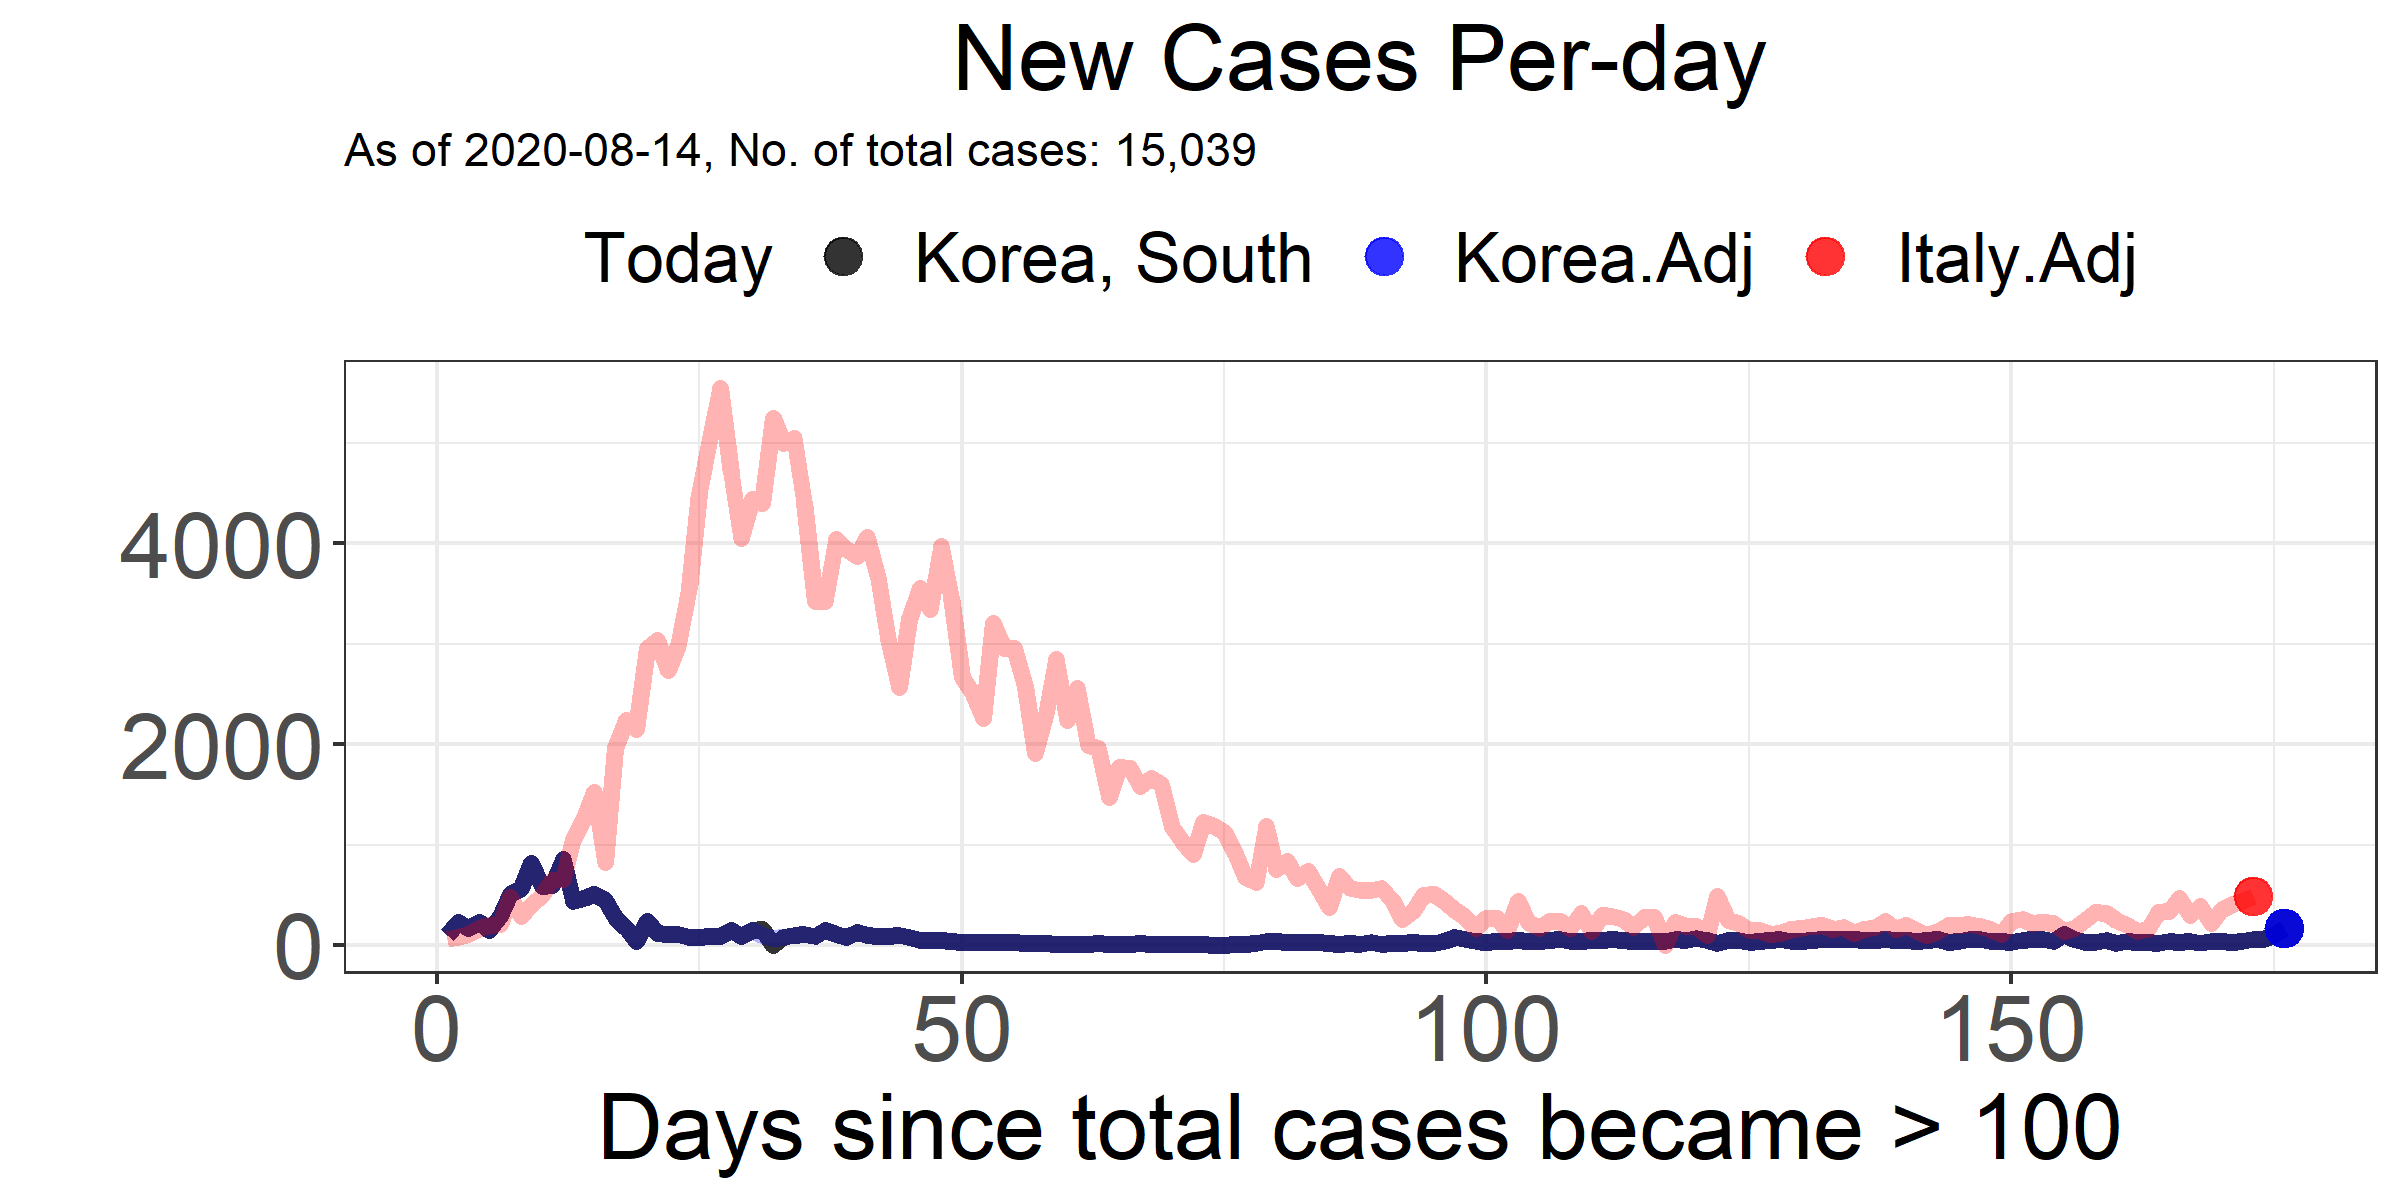 New Cases Per-day
As of 2020-08-14, No. of total cases: 15,039
Today Korea, South Korea.Adj Italy.Adj
4000
2000
0
0 50 100 150
Days since total cases became > 100